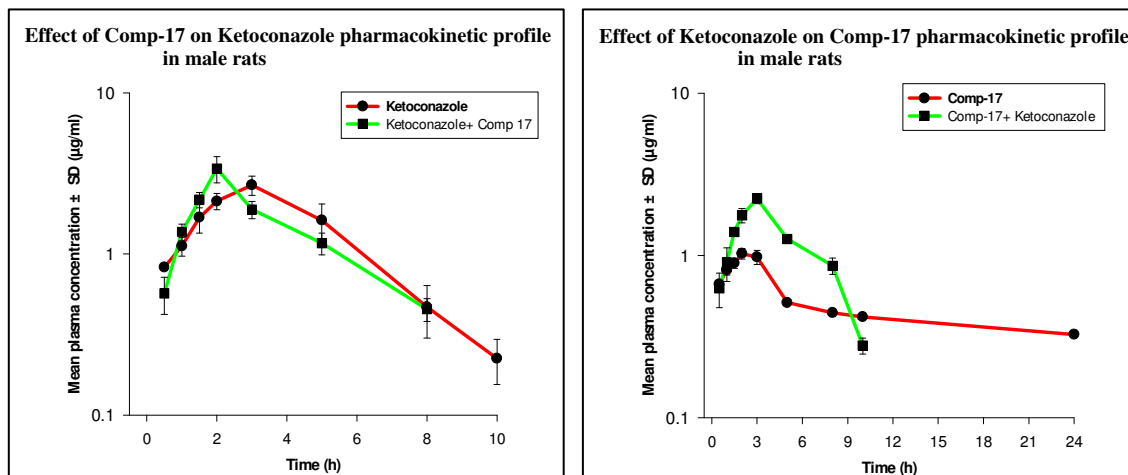 Effect of Comp-17 on Ketoconazole pharmacokinetic profile
in male rats
Ketoconazole
Ketoconazole+ Comp 17
Mean plasma concentration ± SD (µg/ml)
10
1
0.1
0 2 4 6 8 10
Time (h)
Effect of Ketoconazole on Comp-17 pharmacokinetic profile
in male rats
Comp-17
Comp-17+ Ketoconazole
Mean plasma concentration ± SD (µg/ml)
10
1
0.1
0 3 6 9 12 15 18 21 24
Time (h)